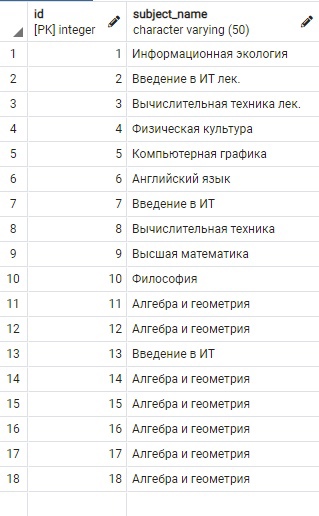 id subject_name
[PK] integer character varying (50)
1 1 Информационная экология
2 2 Введение в ИТ лек.
3 3 Вычислительная техника лек.
4 4 Физическая культура
5 5 Компьютерная графика
6 6 Английский язык
7 7 Введение в ИТ
8 8 Вычислительная техника
9 9 Высшая математика
10 10 Философия
11 11 Алгебра и геометрия
12 12 Алгебра и геометрия
13 13 Введение в ИТ
14 14 Алгебра и геометрия
15 15 Алгебра и геометрия
16 16 Алгебра и геометрия
17 17 Алгебра и геометрия
18 18 Алгебра и геометрия